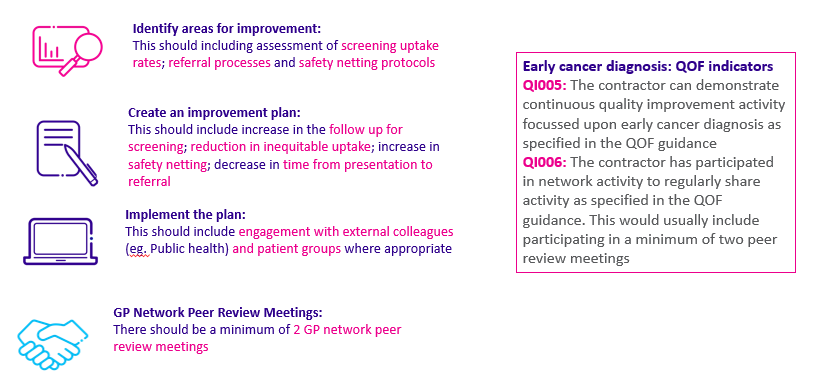 Identify areas for improvement:
This should including assessment of screening uptake
rates; referral processes and safety netting protocols
Create an improvement plan:
This should include increase in the follow up for
screening; reduction in inequitable uptake; increase in
safety netting; decrease in time from presentation to
referral
Implement the plan:
This should include engagement with external colleagues
(eg. Public health) and patient groups where appropriate
GP Network Peer Review Meetings:
There should be a minimum of 2 GP network peer
review meetings
Early cancer diagnosis: QOF indicators
QI005: The contractor can demonstrate
continuous quality improvement activity
focussed upon early cancer diagnosis as
specified in the QOF guidance
QI006: The contractor has participated
in network activity to regularly share
activity as specified in the QOF
guidance. This would usually include
participating in a minimum of two peer
review meetings